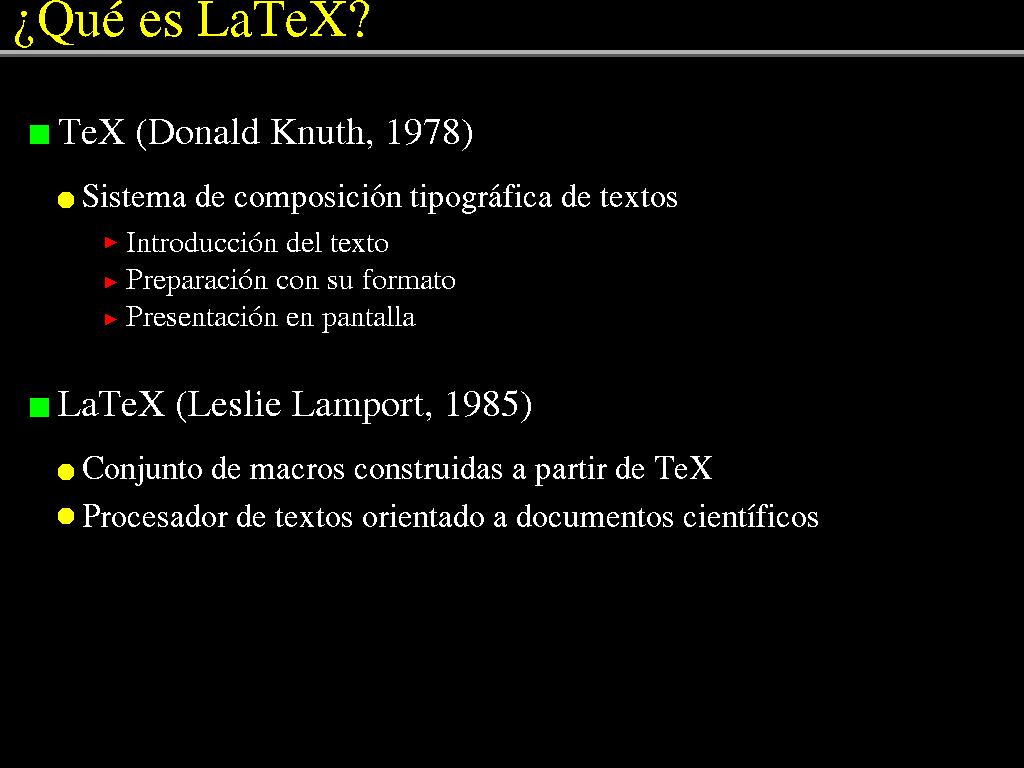 ¿Qué es LaTeX?
TeX (Donald Knuth, 1978)
Sistema de composición tipográfica de textos
Introducción del texto
Preparación con su formato
Presentación en pantalla
LaTeX (Leslie Lamport, 1985)
Conjunto de macros construidas a partir de TeX
Procesador de textos orientado a documentos científicos